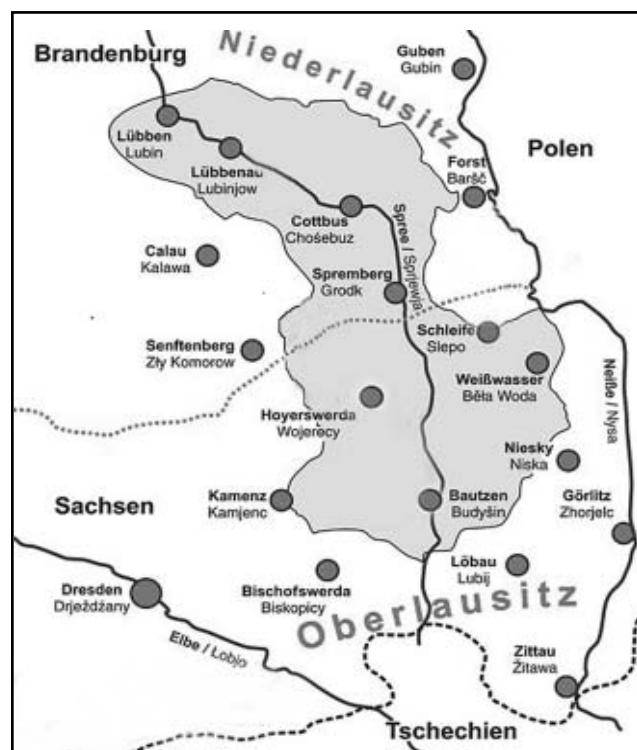 Brandenburg
Niederlausitz
Guben
Gubin
Lübben
Lubin
Lübbenau
Lubinjow
Polen
Forst
Baršč
Cottbus
Chośebuz
Calau
Kalawa
Spree / Sprjewja
Spremberg
Grodk
Schleife
Slepo
Senftenberg
Zły Komorow
Weißwasser
Běła Woda
Neiße / Nysa
Hoyerswerda
Wojerecy
Niesky
Niska
Sachsen
Kamenz
Kamjenc
Bautzen
Budyšin
Görlitz
Zhorjelc
Löbau
Lubij
Dresden
Drježdźany
Bischofswerda
Biskopicy
Oberlausitz
Elbe / Lobjo
Zittau
Žitawa
Tschechien